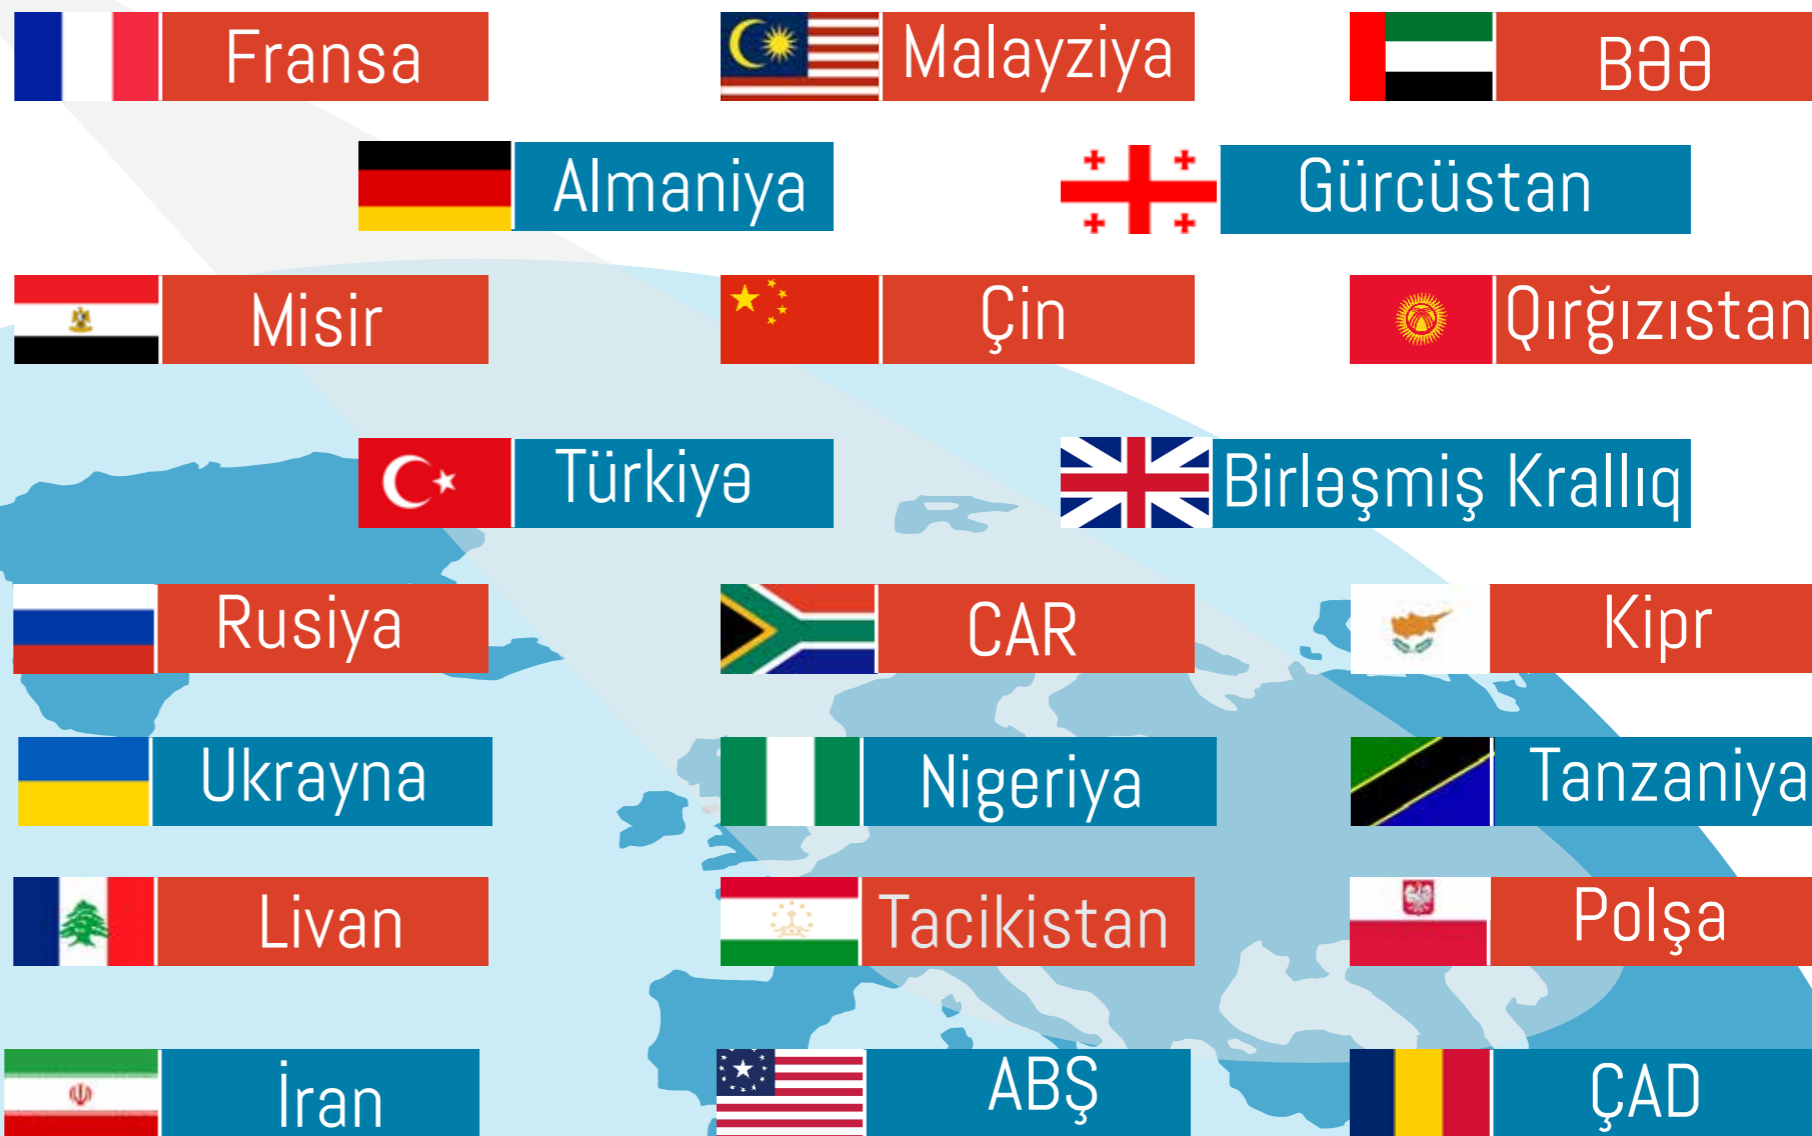 Fransa
Malayziya
BƏƏ
Almaniya
Gürcüstan
Misir
Çin
Qırğızıstan
Türkiyə
Birləşmiş Krallıq
Rusiya
CAR
Kipr
Ukrayna
Nigeriya
Tanzaniya
Livan
Tacikistan
Polşa
İran
ABŞ
ÇAD